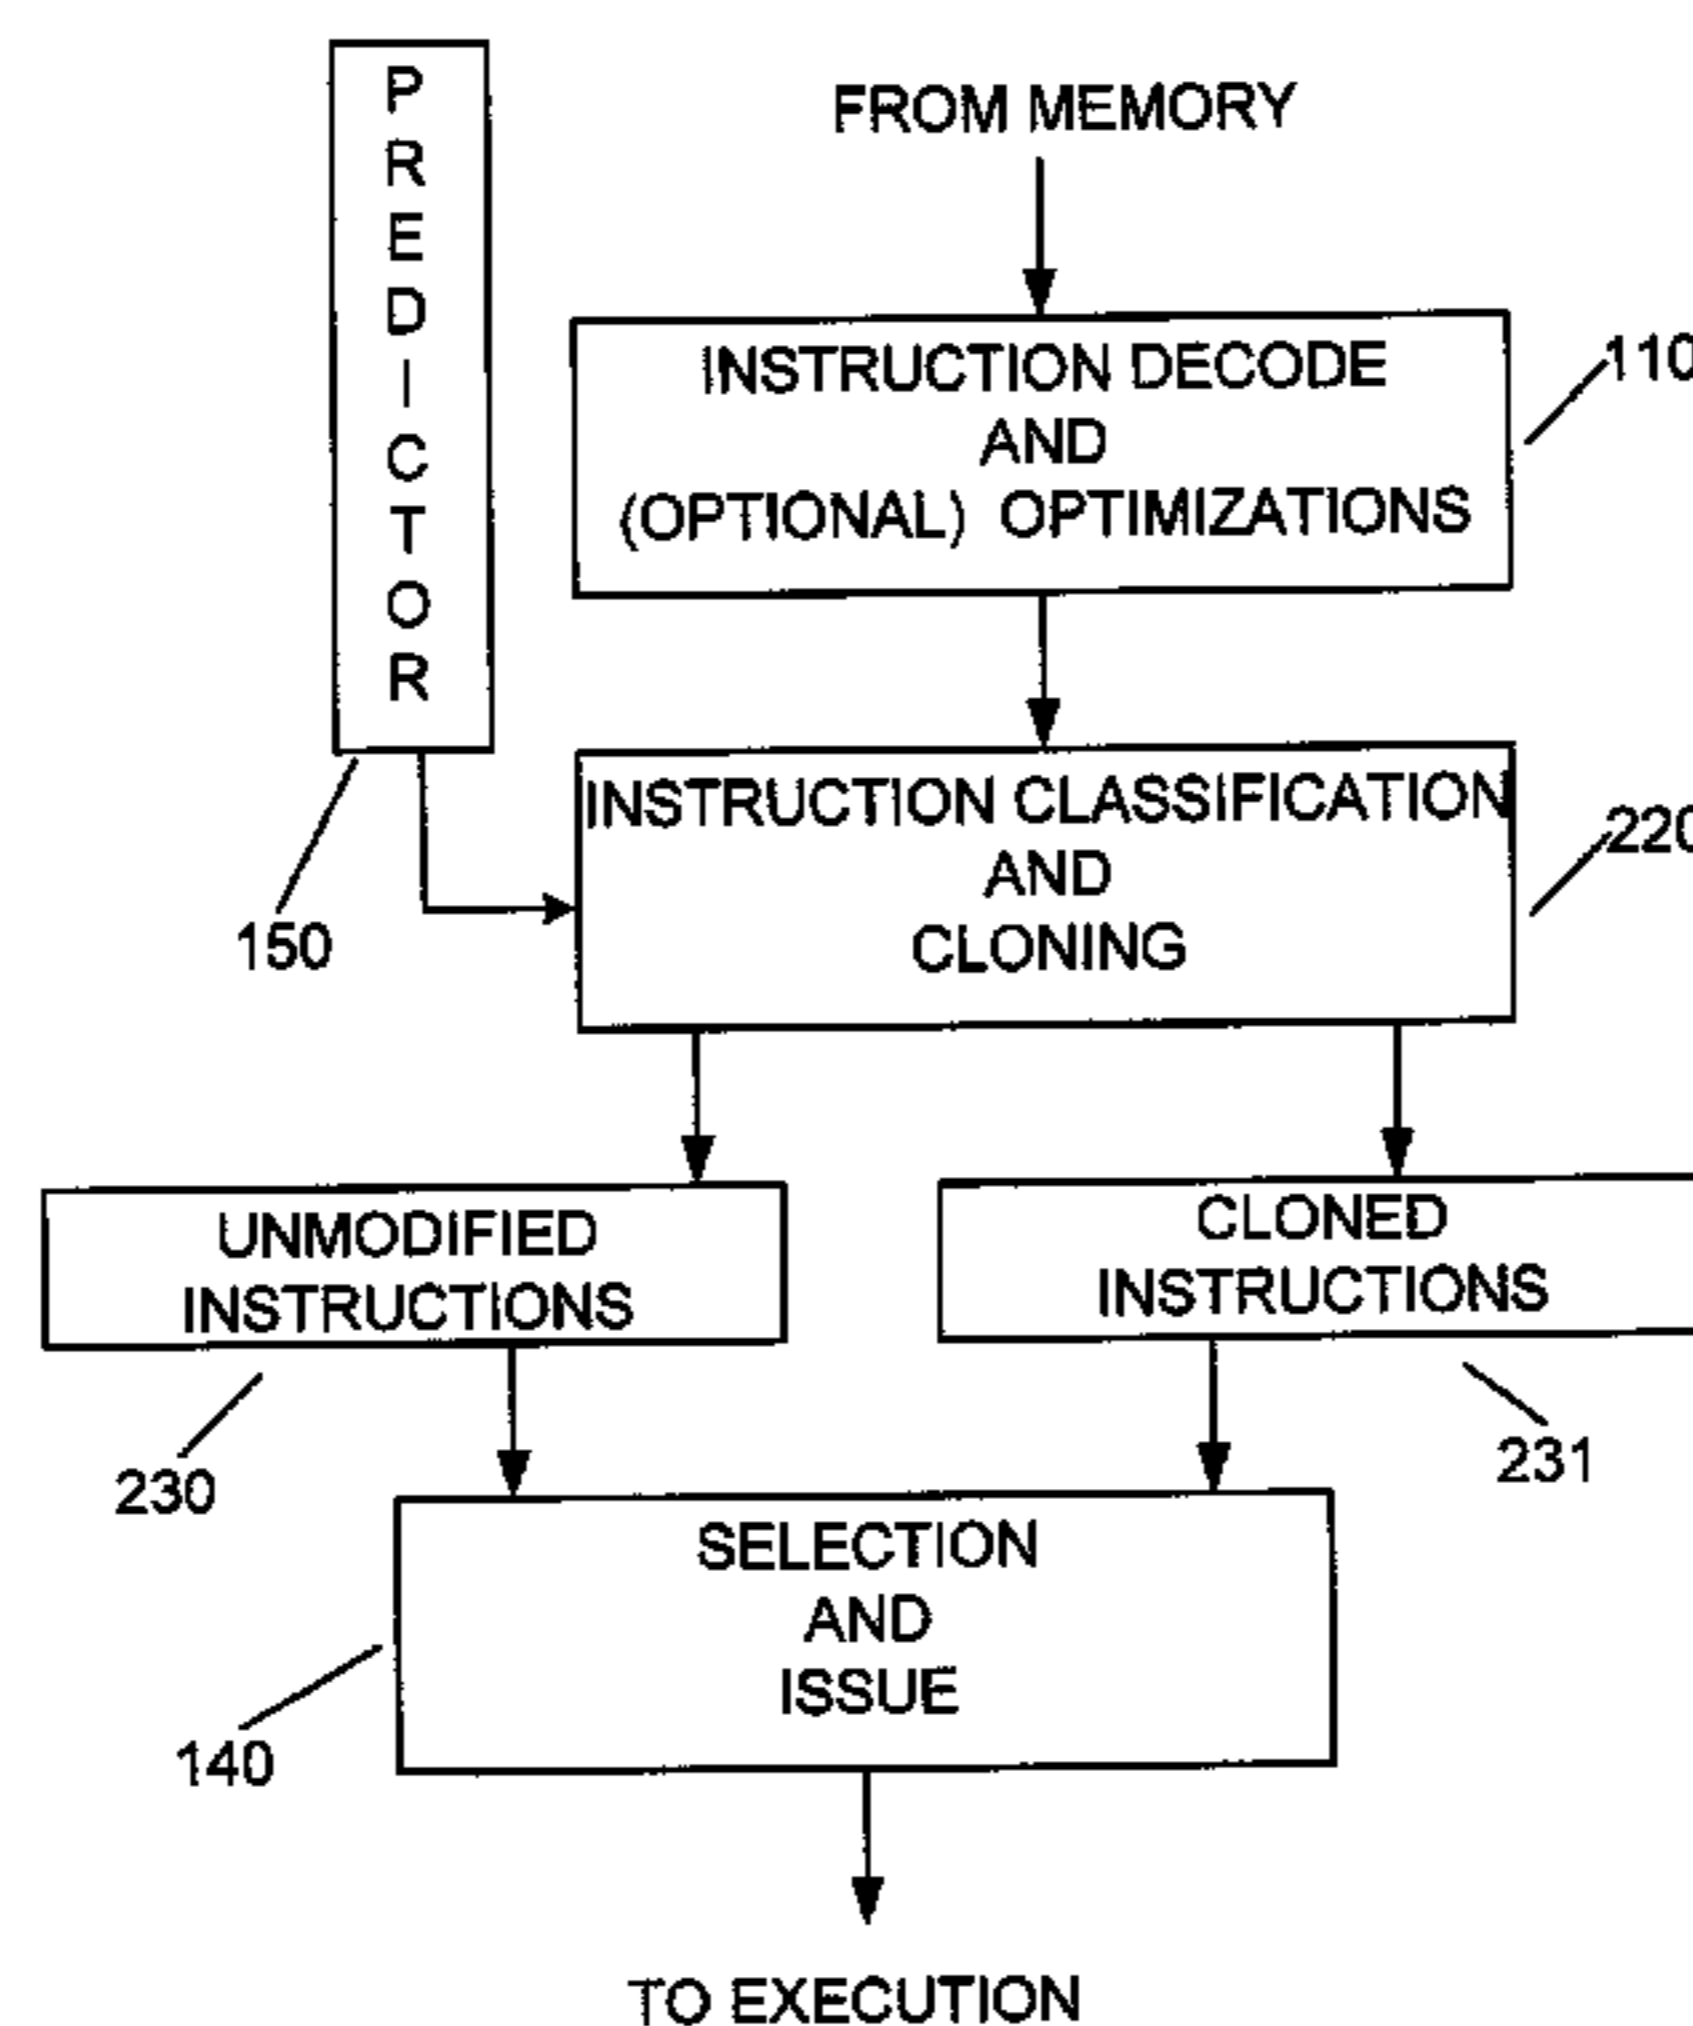 PREDICTOR
FROM MEMORY
INSTRUCTION DECODE
AND
(OPTIONAL) OPTIMIZATIONS
110
INSTRUCTION CLASSIFICATION
AND
CLONING
220
150
UNMODIFIED
INSTRUCTIONS
CLONED
INSTRUCTIONS
230
231
SELECTION
AND
ISSUE
140
TO EXECUTION